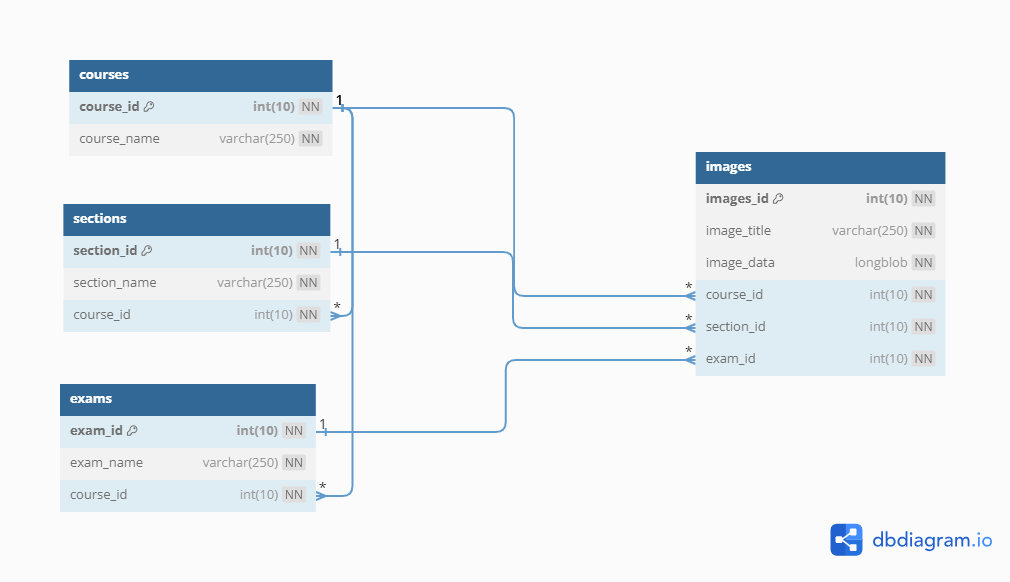 courses
course_id int(10) NN
course_name varchar(250) NN
1
sections
section_id int(10) NN
section_name varchar(250) NN
course_id int(10) NN
1
*
exams
exam_id int(10) NN
exam_name varchar(250) NN
course_id int(10) NN
1
*
images
images_id int(10) NN
image_title varchar(250) NN
image_data longblob NN
* course_id int(10) NN
* section_id int(10) NN
* exam_id int(10) NN
dbdiagram.io